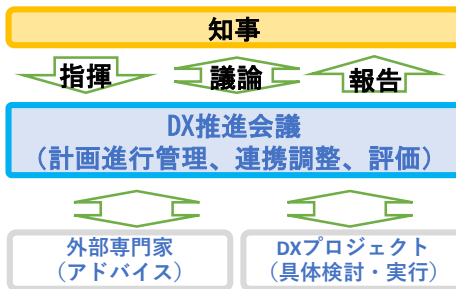 知事
指揮 議論 報告
DX推進会議
（計画進行管理、連携調整、評価）
外部専門家 DXプロジェクト
（アドバイス） （具体検討・実行）